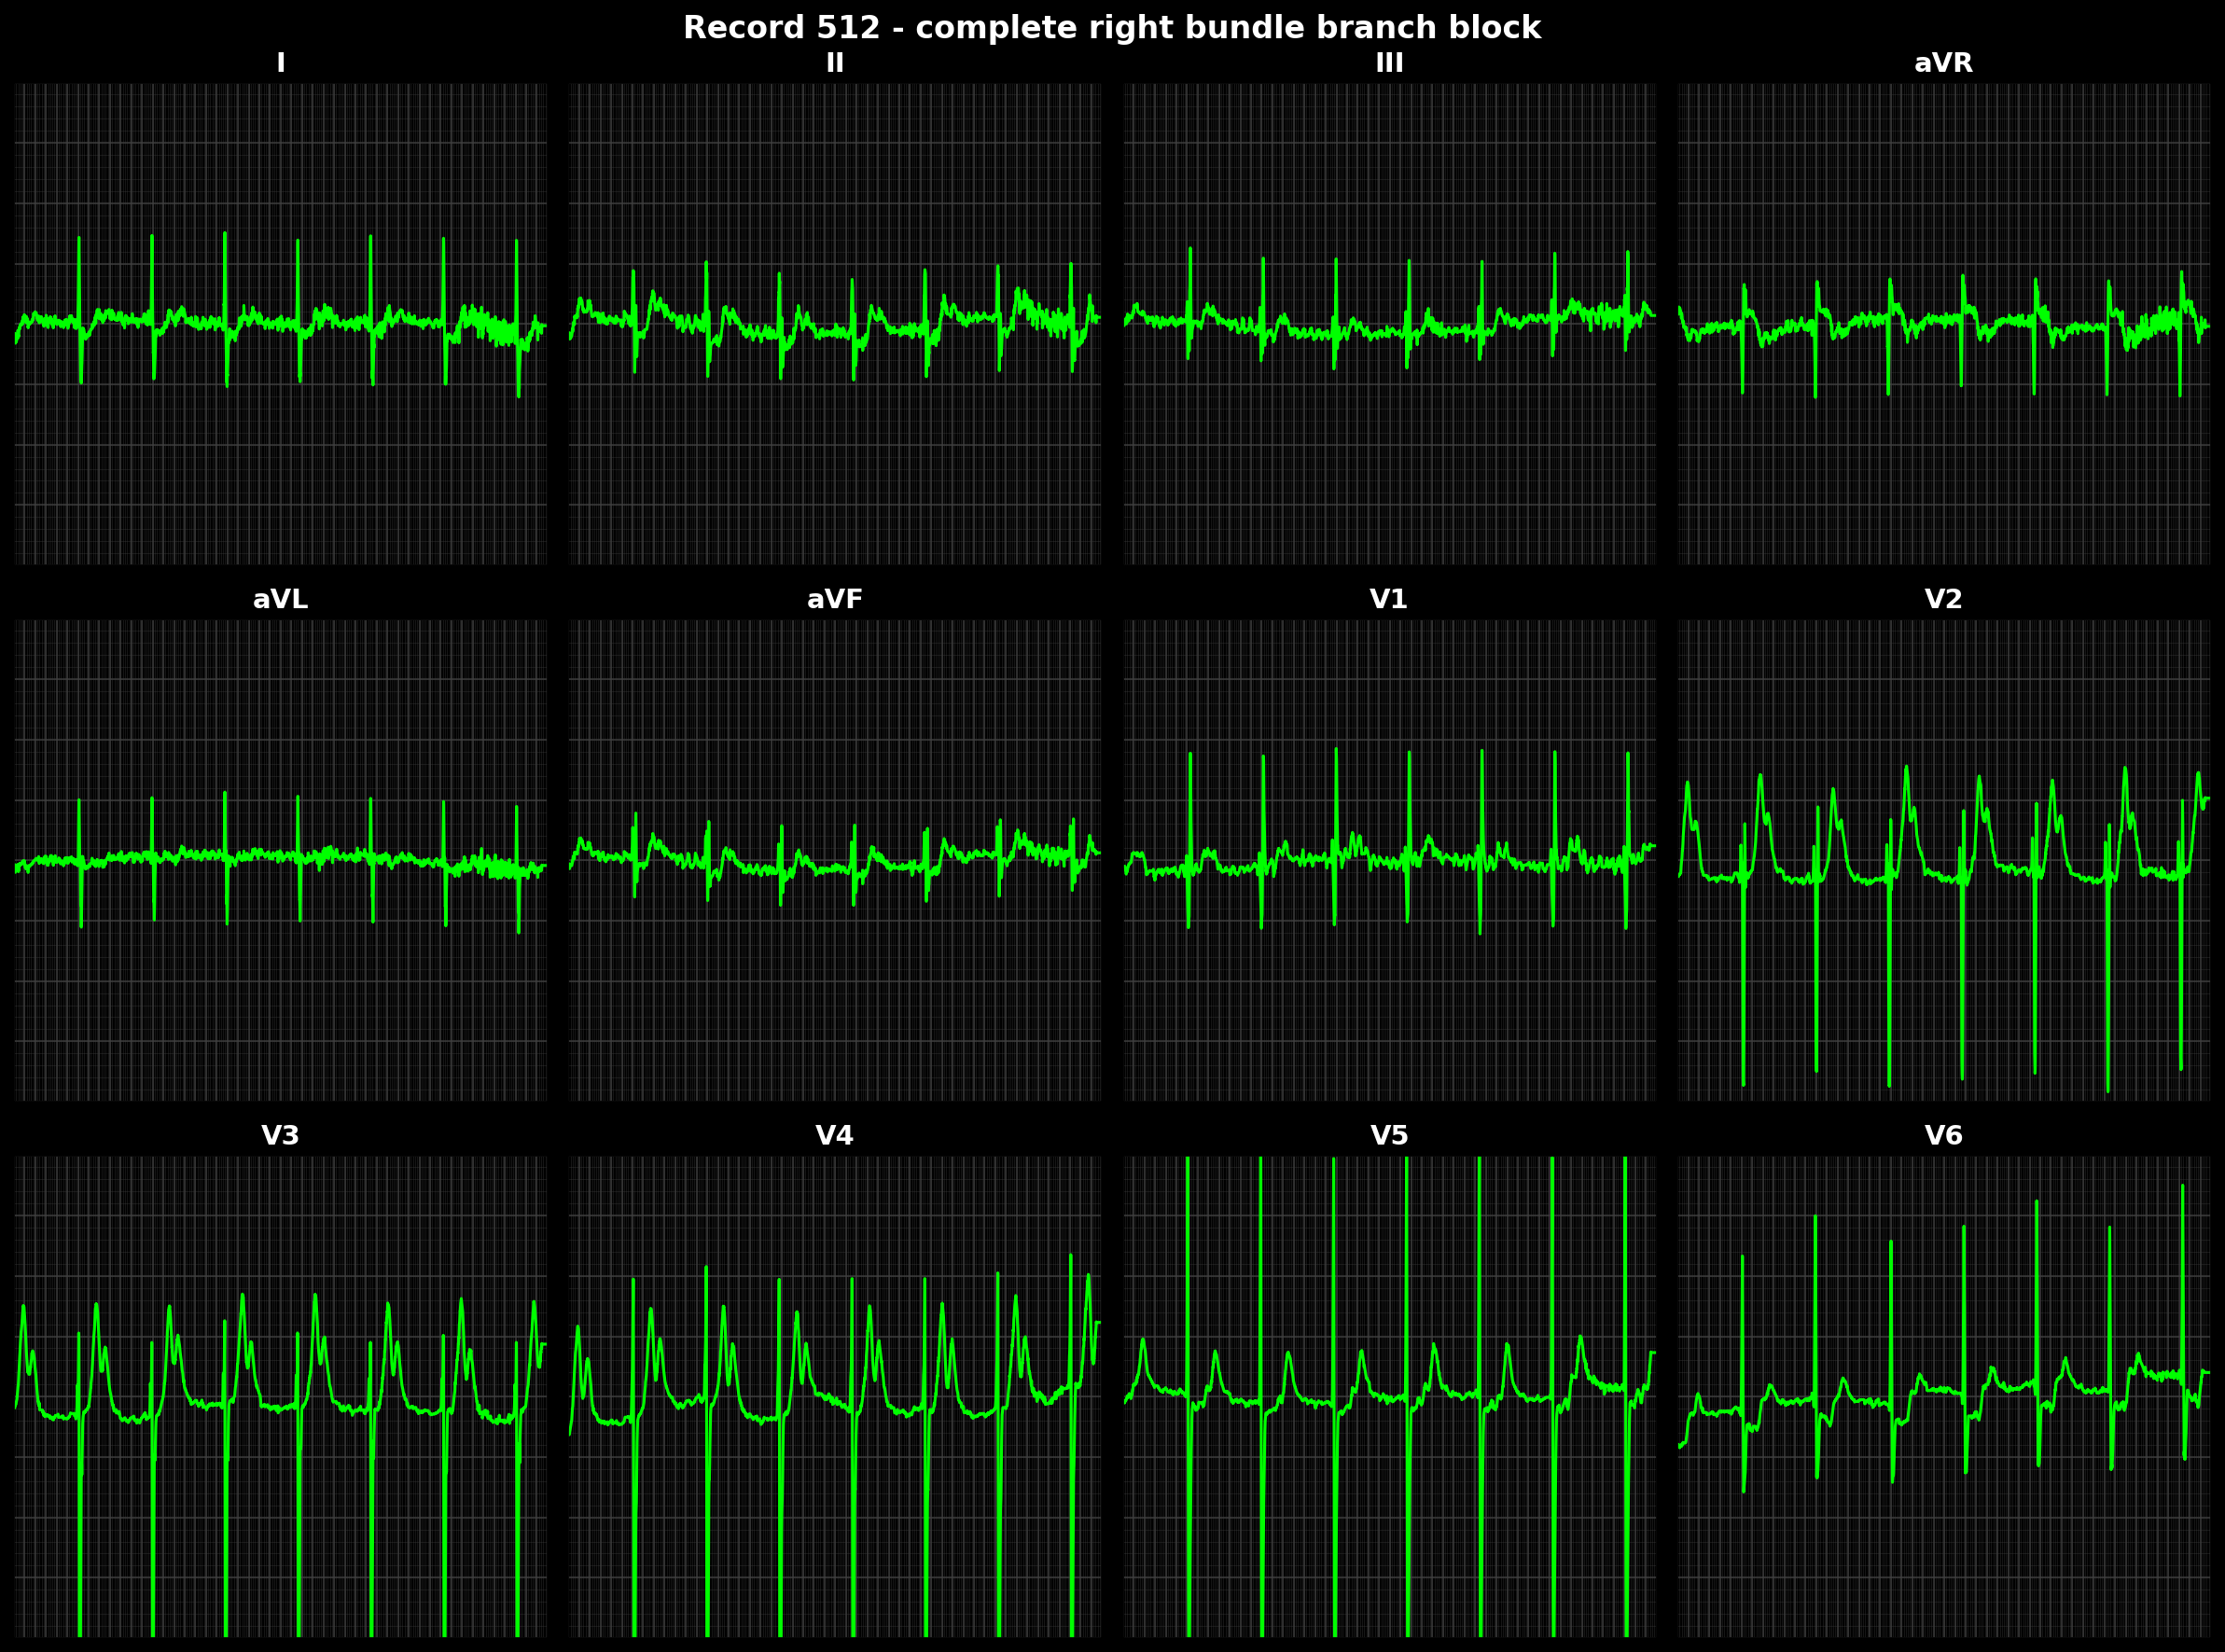 Record 512 - complete right bundle branch block
I II III aVR
aVL aVF V1 V2
V3 V4 V5 V6